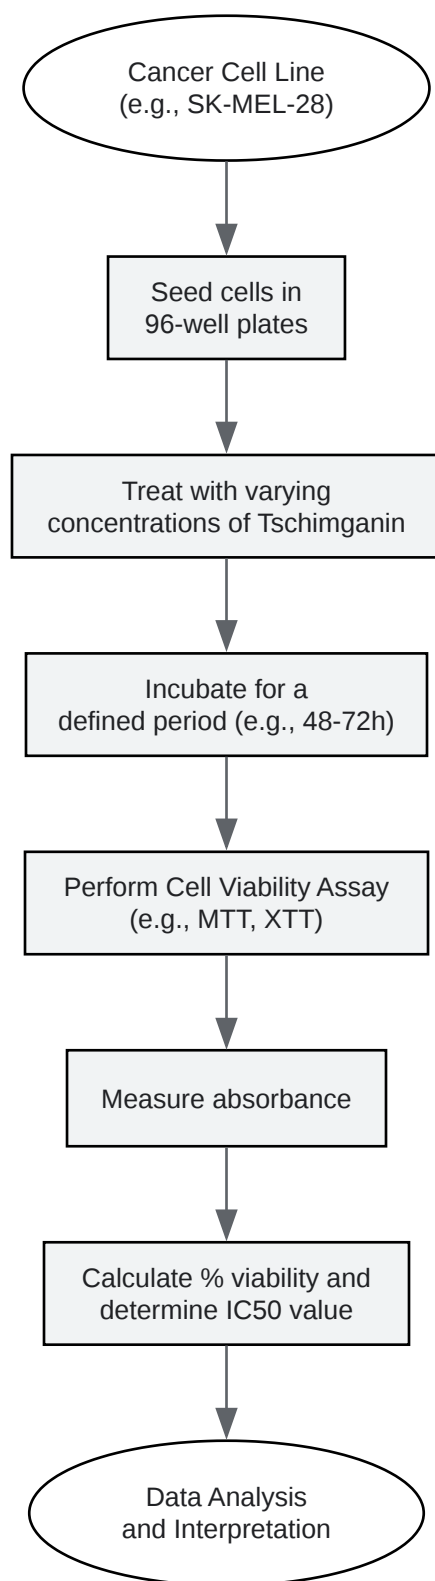 Cancer Cell Line
(e.g., SK-MEL-28)
Seed cells in
96-well plates
Treat with varying
concentrations of Tschimganin
Incubate for a
defined period (e.g., 48-72h)
Perform Cell Viability Assay
(e.g., MTT, XTT)
Measure absorbance
Calculate % viability and
determine IC50 value
Data Analysis
and Interpretation